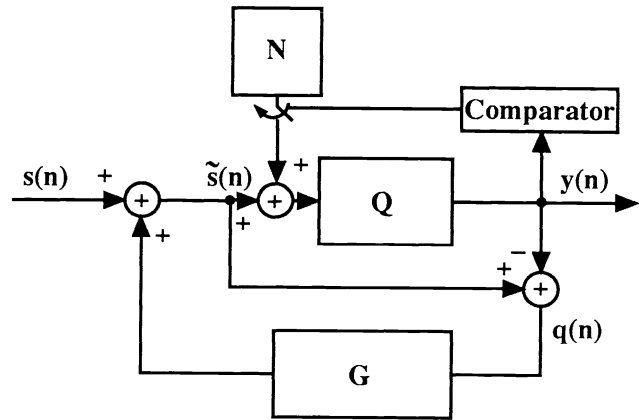 N
Comparator
s(n)
+
s̃(n)
+
y(n)
+
+
Q
+
+
−
+
+
q(n)
G